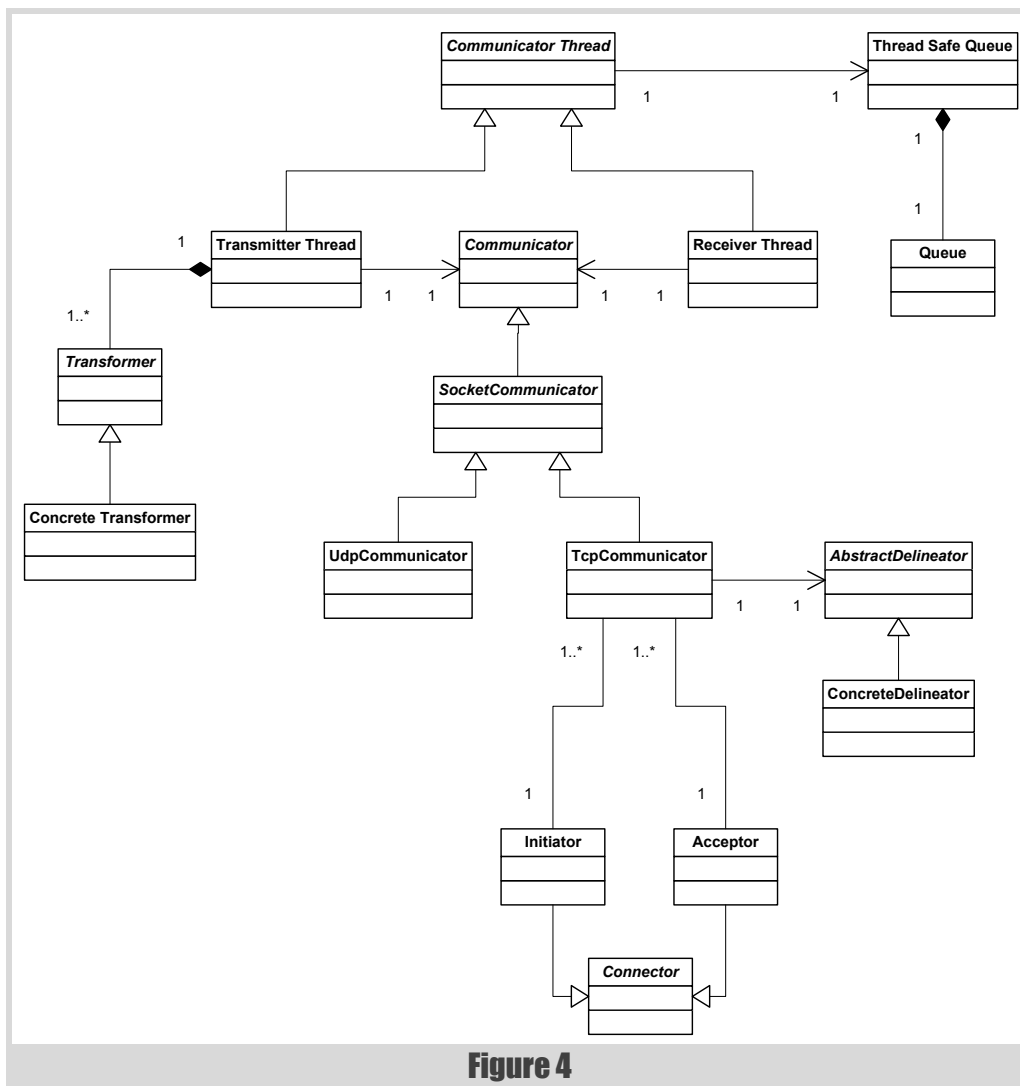 Communicator Thread
Thread Safe Queue
1
1
1
1
Transmitter Thread
Communicator
Receiver Thread
Queue
1
1
1
1
1
1..*
Transformer
SocketCommunicator
Concrete Transformer
UdpCommunicator
TcpCommunicator
AbstractDelineator
1
1
1..*
1..*
ConcreteDelineator
1
1
Initiator
Acceptor
Connector
Figure 4